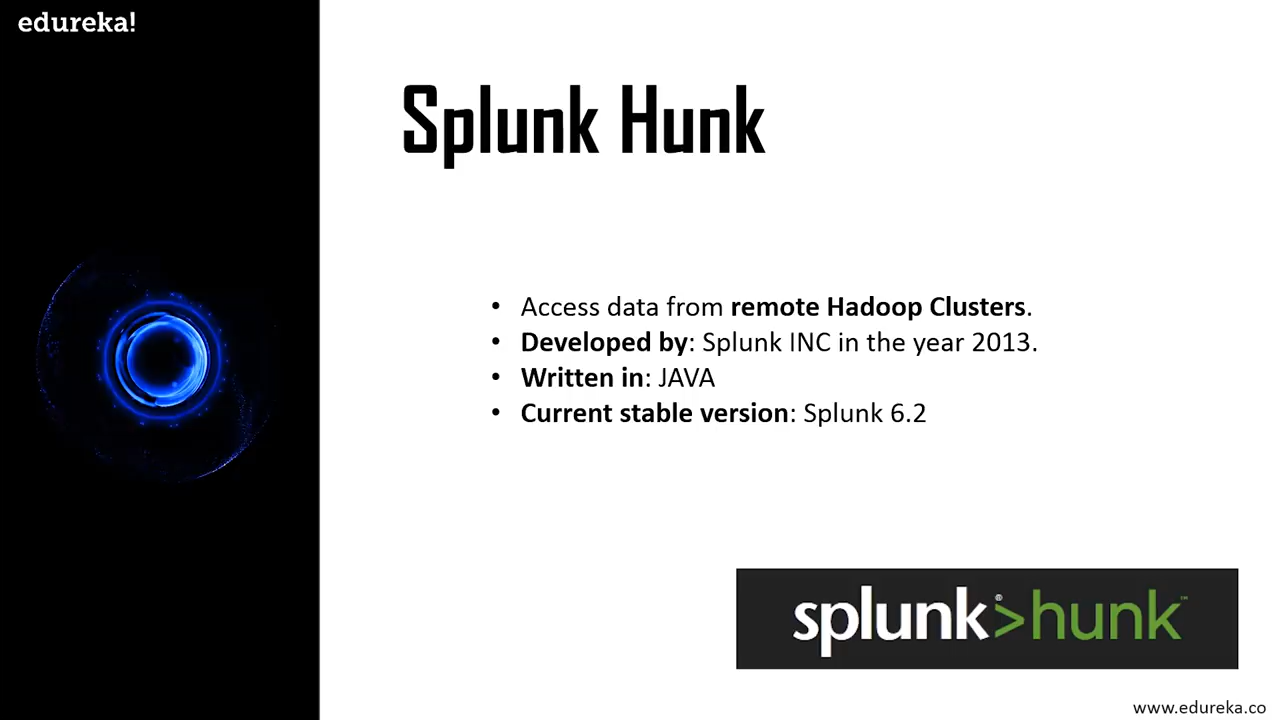 edureka!
Splunk Hunk
• Access data from remote Hadoop Clusters.
• Developed by: Splunk INC in the year 2013.
• Written in: JAVA
• Current stable version: Splunk 6.2
splunk®>hunk™
www.edureka.co